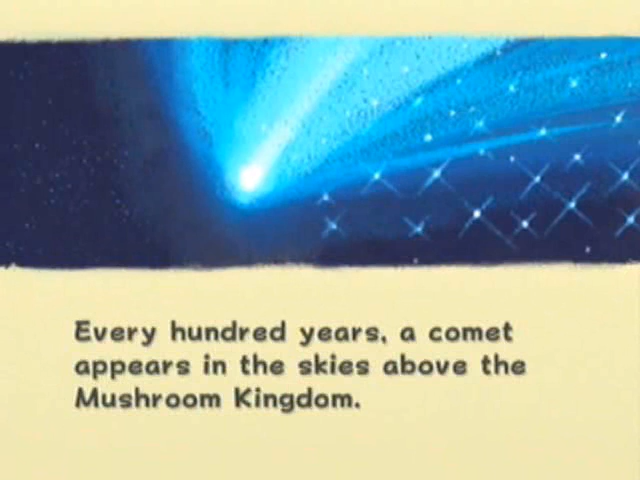 Every hundred years, a comet
appears in the skies above the
Mushroom Kingdom.